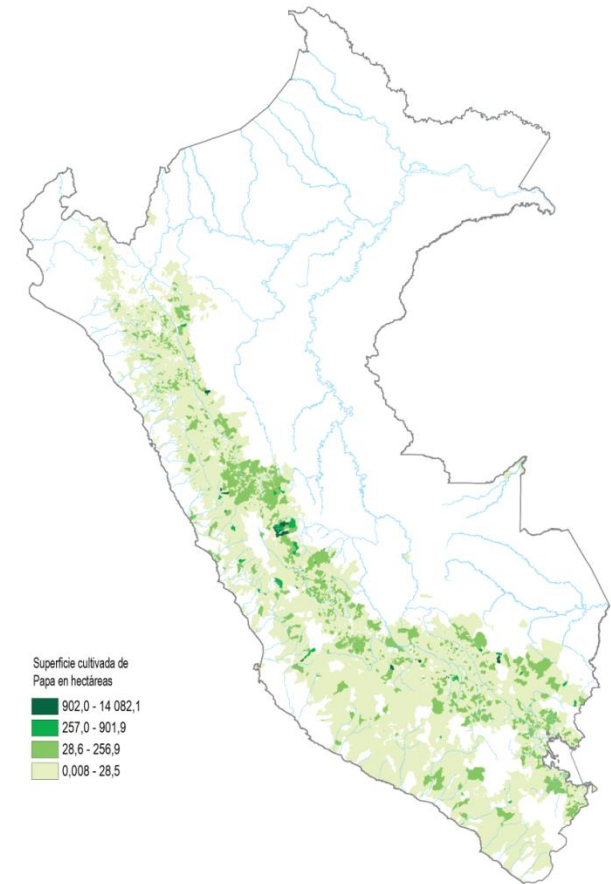 Superficie cultivada de
Papa en hectáreas
902,0 - 14 082,1
257,0 - 901,9
28,6 - 256,9
0,008 - 28,5